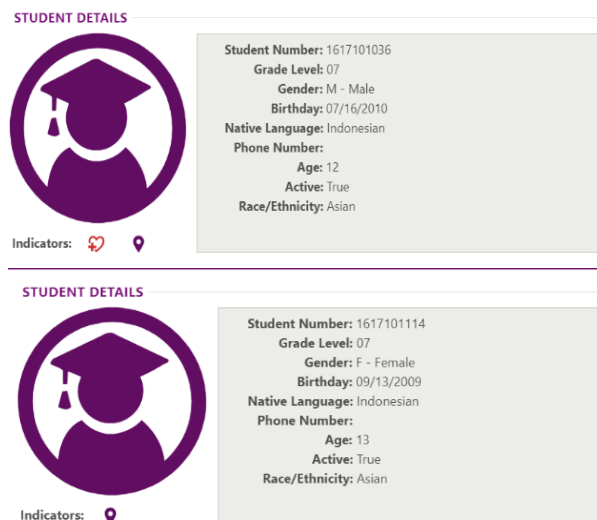 STUDENT DETAILS
Student Number: 1617101036
Grade Level: 07
Gender: M - Male
Birthday: 07/16/2010
Native Language: Indonesian
Phone Number:
Age: 12
Active: True
Race/Ethnicity: Asian
Indicators:
STUDENT DETAILS
Student Number: 1617101114
Grade Level: 07
Gender: F - Female
Birthday: 09/13/2009
Native Language: Indonesian
Phone Number:
Age: 13
Active: True
Race/Ethnicity: Asian
Indicators: